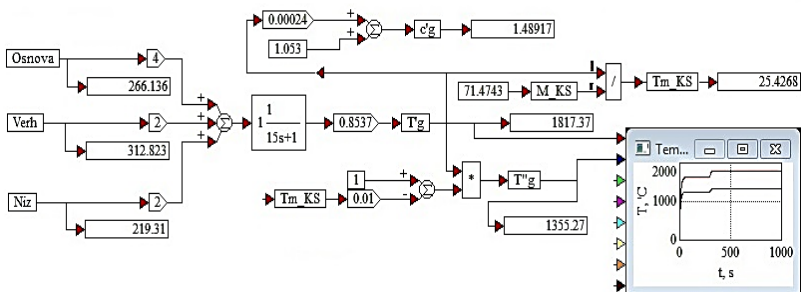 0.00024
+
+
Σ
c'g
1.48917
1.053
Osnova
4
266.136
Verh
2
312.823
Niz
2
219.31
+
+
+
Σ
1
1
15s+1
0.8537
T'g
1817.37
71.4743
M_KS
l
r
/
Tm_KS
25.4268
Tm_KS
1
0.01
+
-
Σ
*
T''g
1355.27
Tem...
T, °C
2000
1000
0
0
500
1000
t, s